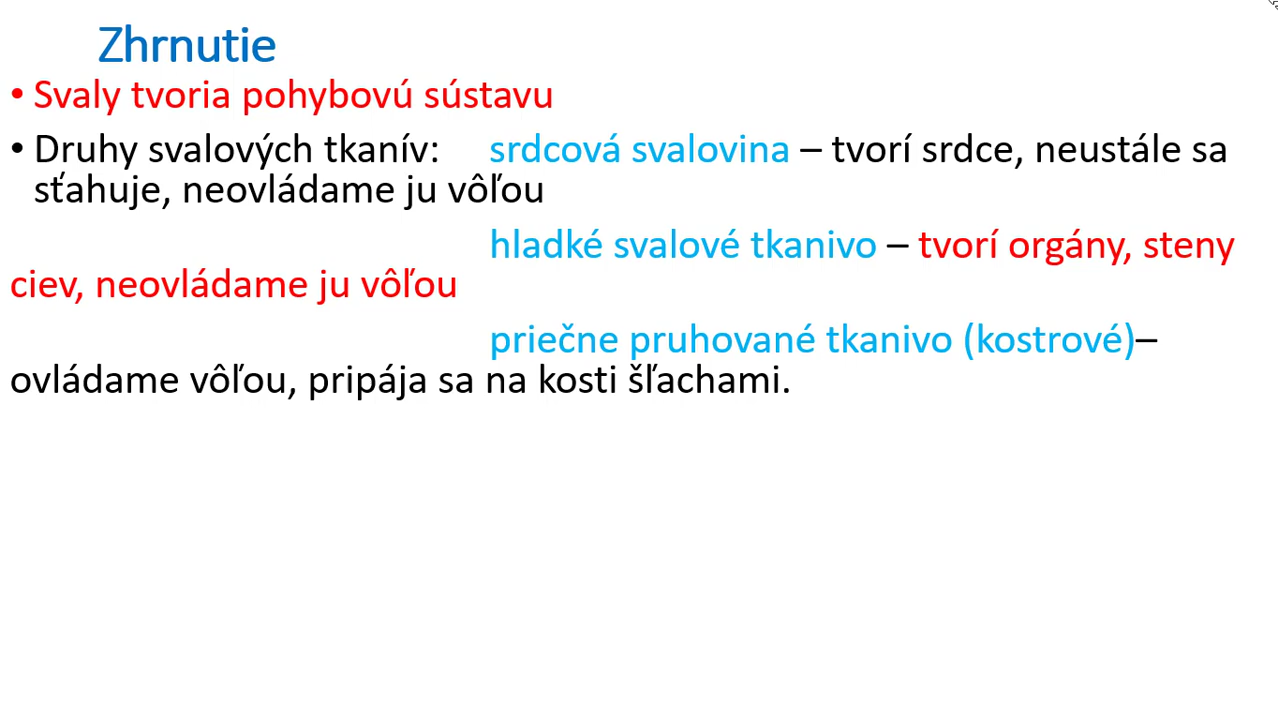 Zhrnutie
• Svaly tvoria pohybovú sústavu
• Druhy svalových tkanív: srdcová svalovina – tvorí srdce, neustále sa
sťahuje, neovládame ju vôľou
hladké svalové tkanivo – tvorí orgány, steny
ciev, neovládame ju vôľou
priečne pruhované tkanivo (kostrové)–
ovládame vôľou, pripája sa na kosti šľachami.